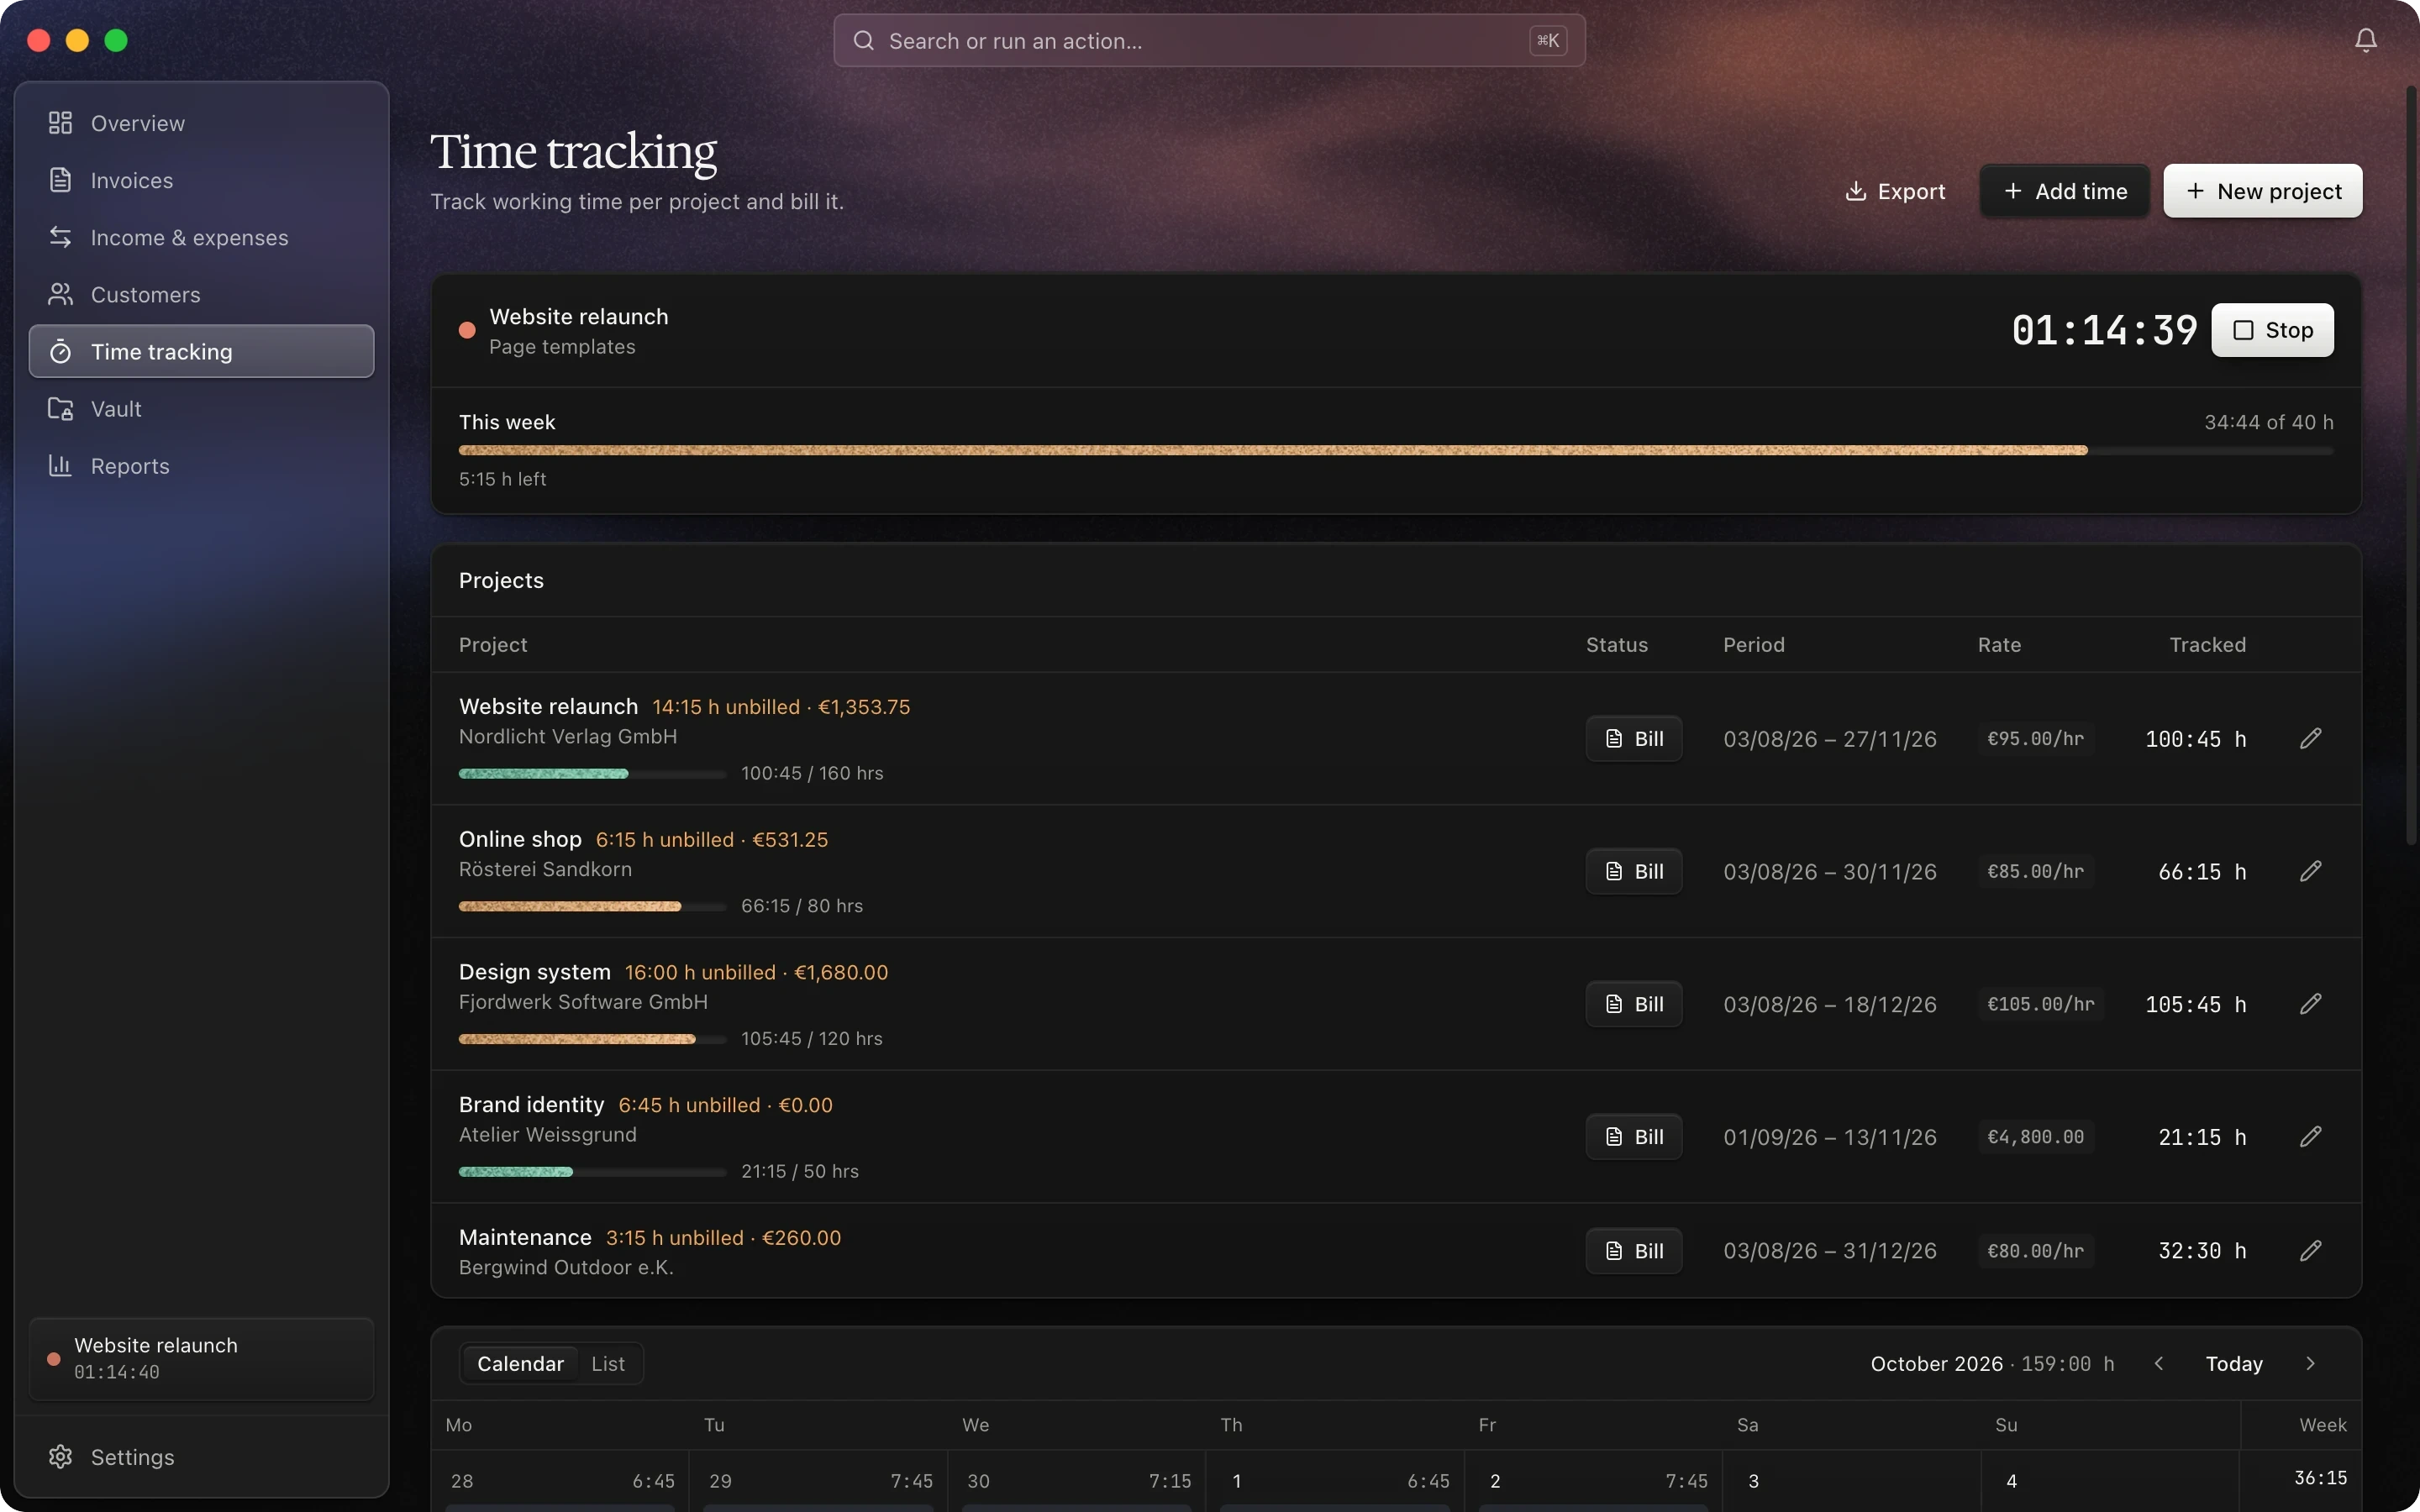 Search or run an action... ⌘K
Overview
Invoices
Income & expenses
Customers
Time tracking
Vault
Reports
Website relaunch
01:14:40
Settings
Time tracking
Track working time per project and bill it.
Export
Add time
New project
Website relaunch
Page templates
01:14:39
Stop
This week 34:44 of 40 h
5:15 h left
Projects
Project Status Period Rate Tracked
Website relaunch 14:15 h unbilled · €1,353.75
Nordlicht Verlag GmbH
100:45 / 160 hrs
Bill 03/08/26 – 27/11/26 €95.00/hr 100:45 h
Online shop 6:15 h unbilled · €531.25
Rösterei Sandkorn
66:15 / 80 hrs
Bill 03/08/26 – 30/11/26 €85.00/hr 66:15 h
Design system 16:00 h unbilled · €1,680.00
Fjordwerk Software GmbH
105:45 / 120 hrs
Bill 03/08/26 – 18/12/26 €105.00/hr 105:45 h
Brand identity 6:45 h unbilled · €0.00
Atelier Weissgrund
21:15 / 50 hrs
Bill 01/09/26 – 13/11/26 €4,800.00 21:15 h
Maintenance 3:15 h unbilled · €260.00
Bergwind Outdoor e.K.
Bill 03/08/26 – 31/12/26 €80.00/hr 32:30 h
Calendar List October 2026 · 159:00 h Today
Mo Tu We Th Fr Sa Su Week
28 6:45 29 7:45 30 7:15 1 6:45 2 7:45 3 4 36:15